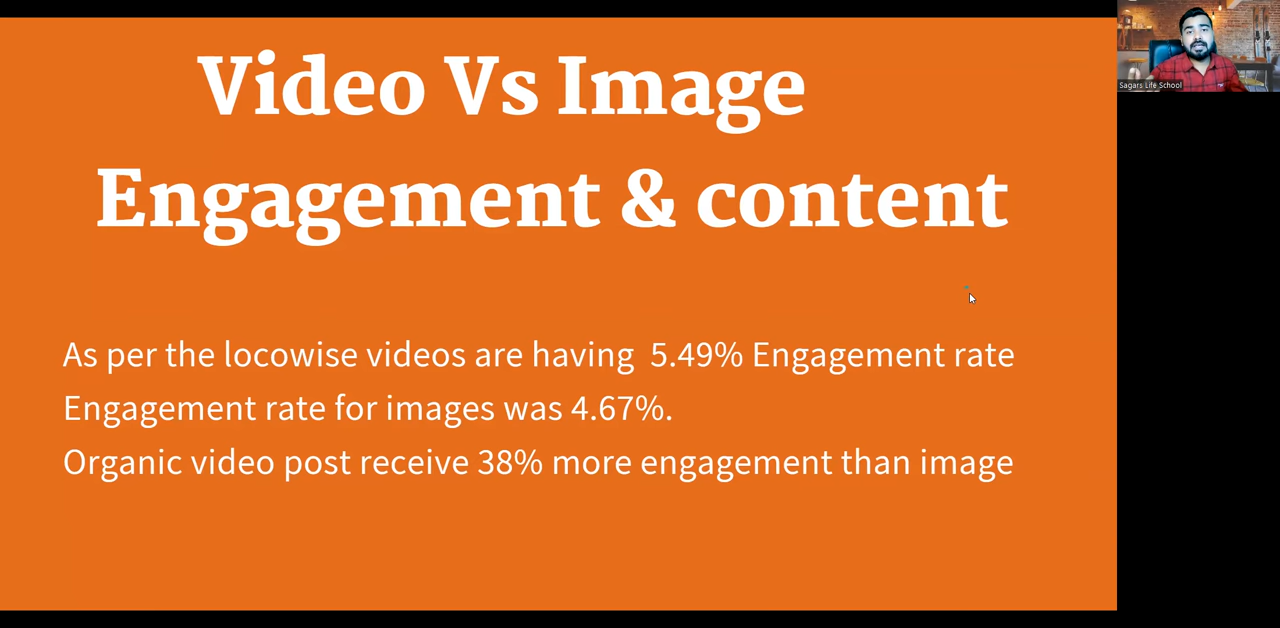 Video Vs Image
Engagement & content
As per the locowise videos are having  5.49% Engagement rate
Engagement rate for images was 4.67%.
Organic video post receive 38% more engagement than image
Sagars Life School